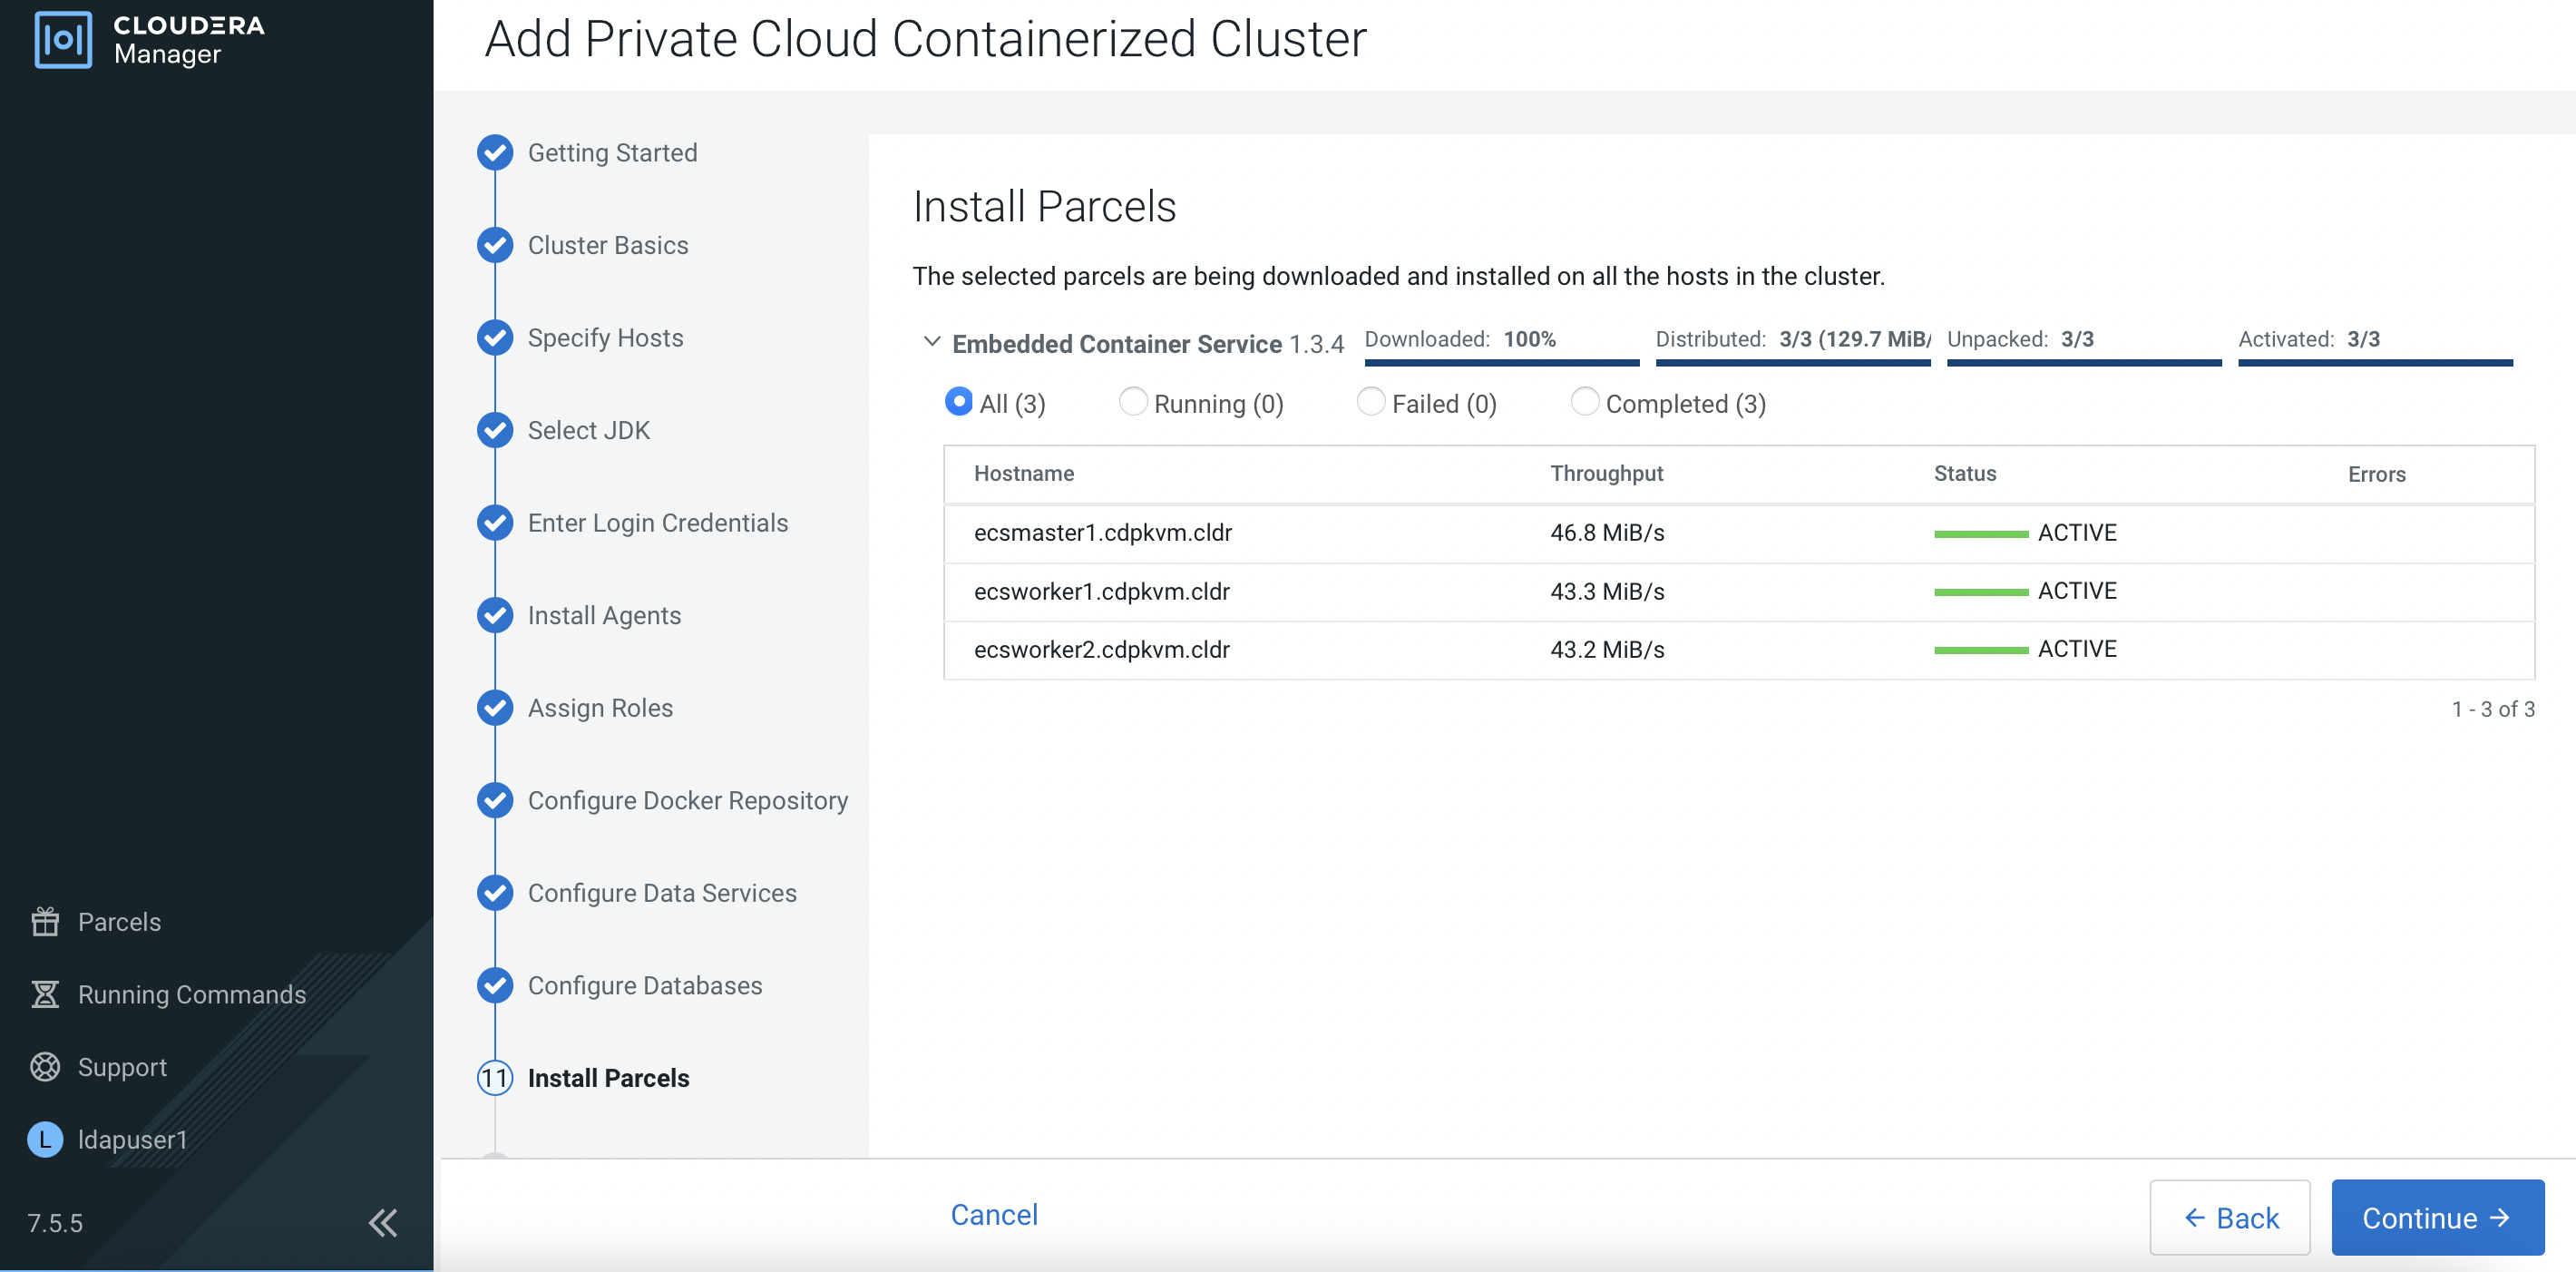 CLOUDERA
Manager
Parcels
Running Commands
Support
L ldapuser1
7.5.5
Add Private Cloud Containerized Cluster
Getting Started
Cluster Basics
Specify Hosts
Select JDK
Enter Login Credentials
Install Agents
Assign Roles
Configure Docker Repository
Configure Data Services
Configure Databases
11 Install Parcels
Install Parcels
The selected parcels are being downloaded and installed on all the hosts in the cluster.
Embedded Container Service 1.3.4 Downloaded: 100% Distributed: 3/3 (129.7 MiB/ Unpacked: 3/3 Activated: 3/3
All (3) Running (0) Failed (0) Completed (3)
Hostname Throughput Status Errors
ecsmaster1.cdpkvm.cldr 46.8 MiB/s ACTIVE
ecsworker1.cdpkvm.cldr 43.3 MiB/s ACTIVE
ecsworker2.cdpkvm.cldr 43.2 MiB/s ACTIVE
1 - 3 of 3
Cancel ← Back Continue →